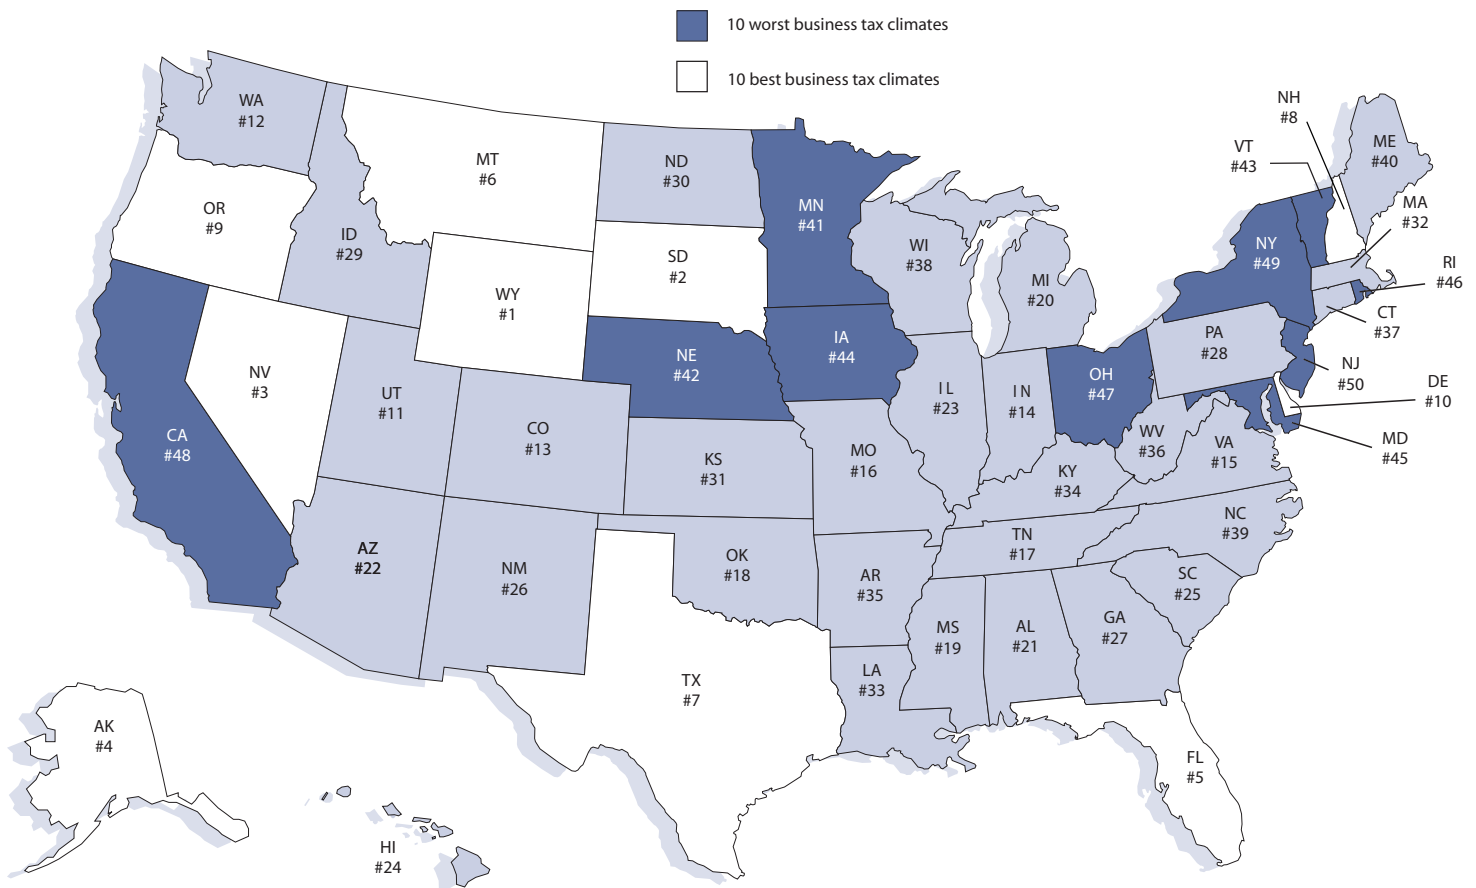 10 worst business tax climates
10 best business tax climates
WA
#12
OR
#9
CA
#48
NV
#3
ID
#29
MT
#6
WY
#1
UT
#11
CO
#13
AZ
#22
NM
#26
ND
#30
SD
#2
NE
#42
KS
#31
OK
#18
TX
#7
MN
#41
IA
#44
MO
#16
AR
#35
LA
#33
WI
#38
IL
#23
MI
#20
IN
#14
OH
#47
KY
#34
TN
#17
MS
#19
AL
#21
GA
#27
FL
#5
SC
#25
NC
#39
VA
#15
WV
#36
PA
#28
NY
#49
VT
#43
NH
#8
ME
#40
MA
#32
RI
#46
CT
#37
NJ
#50
DE
#10
MD
#45
AK
#4
HI
#24